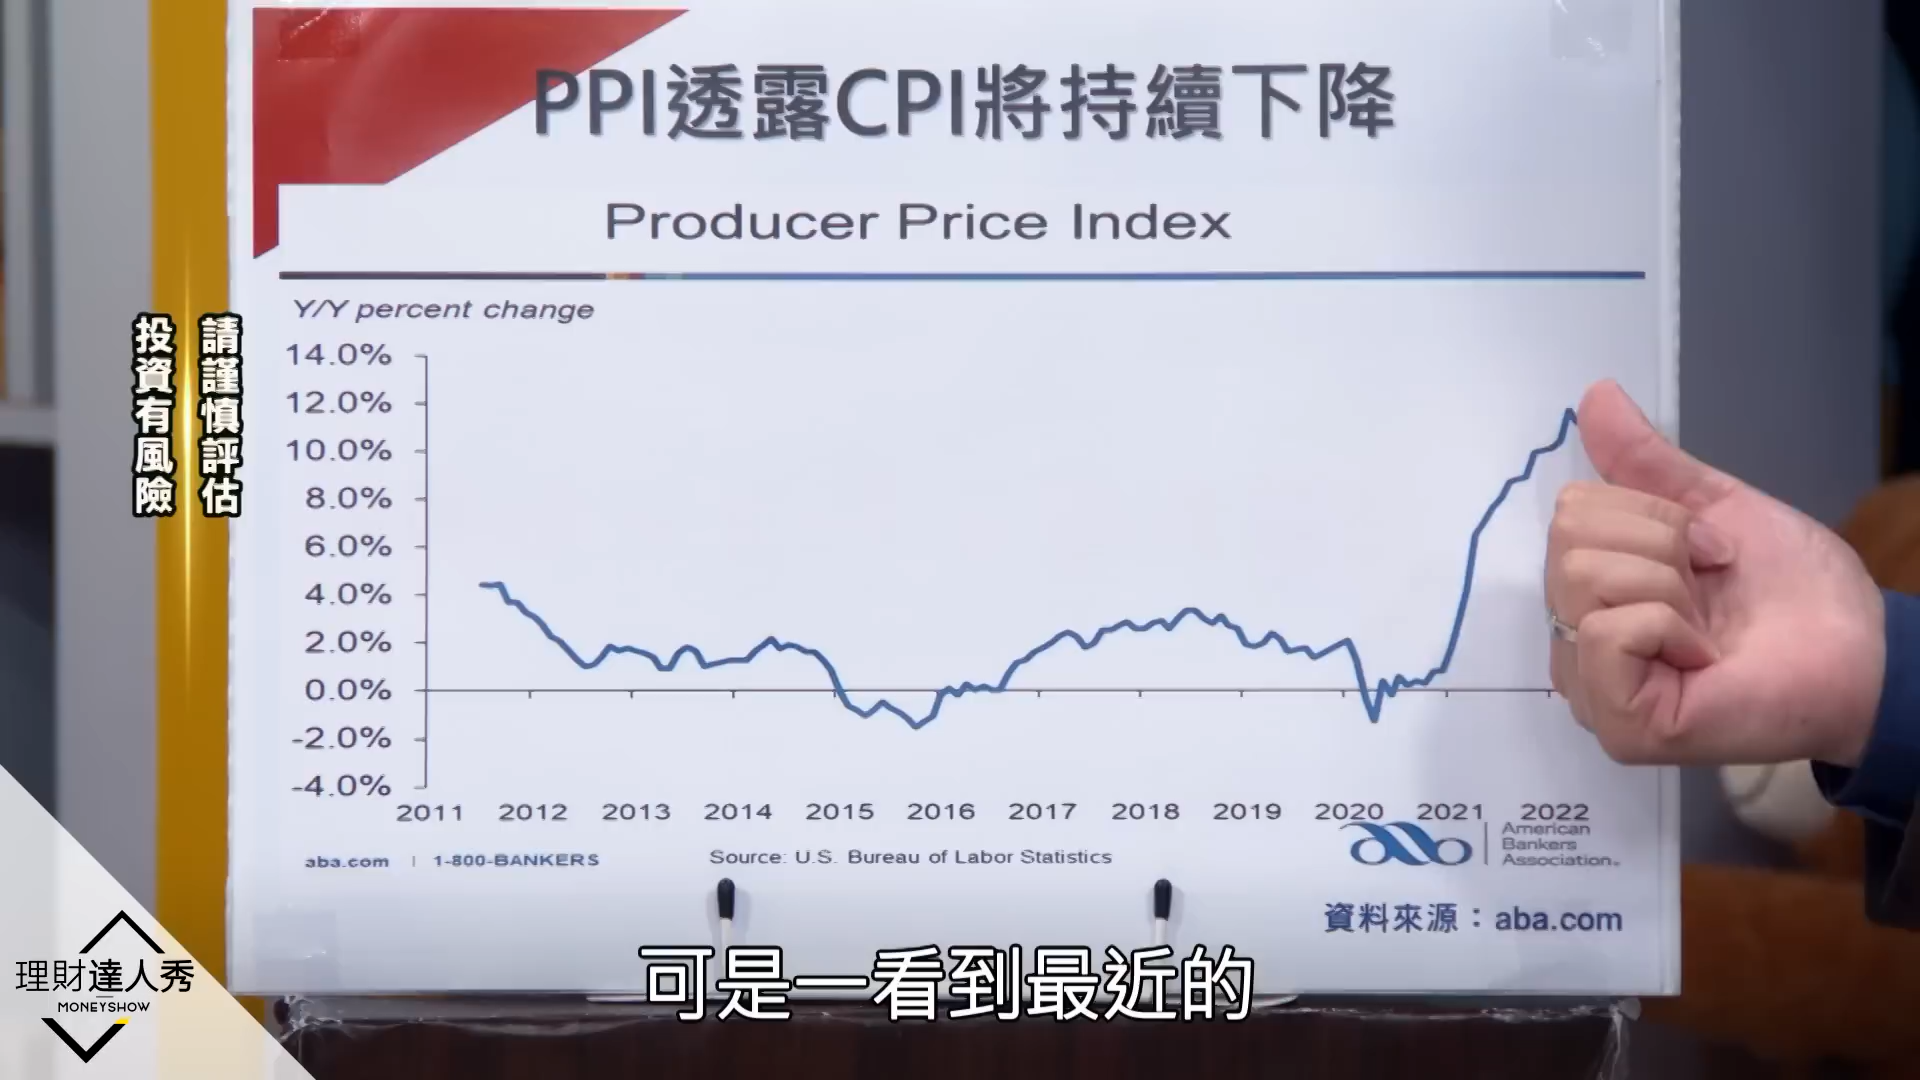 PPI透露CPI將持續下降
Producer Price Index
Y/Y percent change
14.0%
12.0%
10.0%
8.0%
6.0%
4.0%
2.0%
0.0%
-2.0%
-4.0%
2011 2012 2013 2014 2015 2016 2017 2018 2019 2020 2021 2022
aba.com | 1-800-BANKERS
Source: U.S. Bureau of Labor Statistics
aba
American
Bankers
Association
資料來源：aba.com
請謹慎評估
投資有風險
理財達人秀
MONEYSHOW
可是一看到最近的